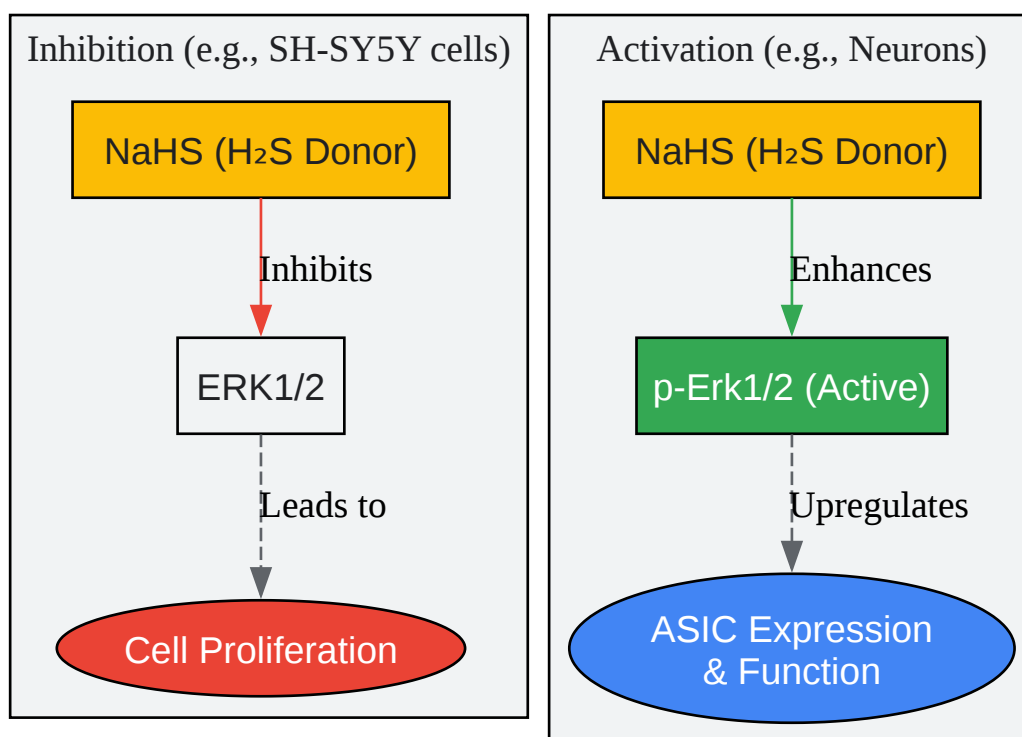 Inhibition (e.g., SH-SY5Y cells)
NaHS (H₂S Donor)
Inhibits
ERK1/2
Leads to
Cell Proliferation
Activation (e.g., Neurons)
NaHS (H₂S Donor)
Enhances
p-Erk1/2 (Active)
Upregulates
ASIC Expression
& Function